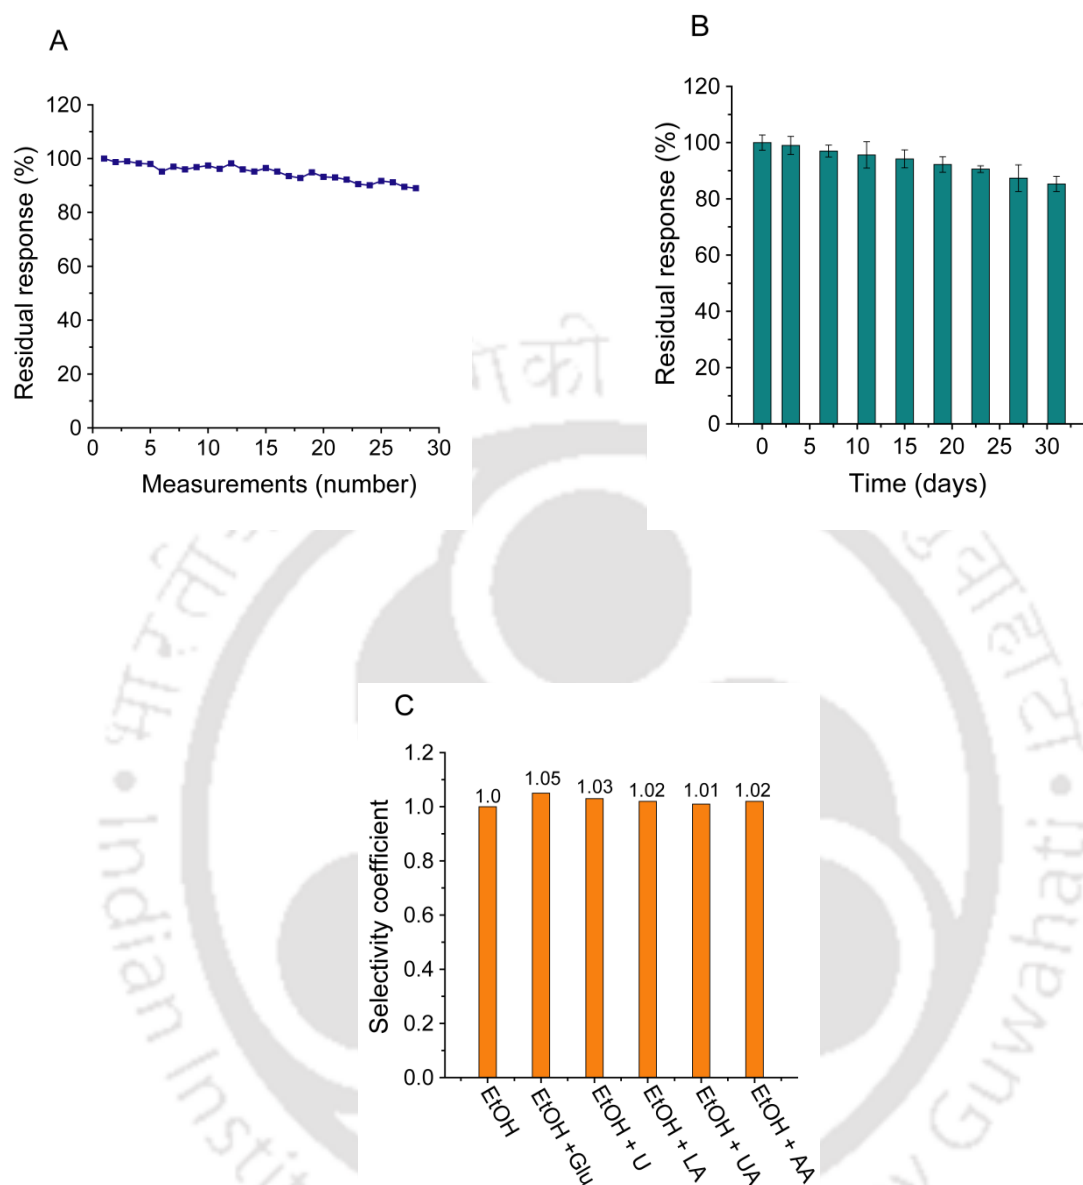 A
Residual response (%)
120
100
80
60
40
20
0
0 5 10 15 20 25 30
Measurements (number)
B
Residual response (%)
120
100
80
60
40
20
0
0 5 10 15 20 25 30
Time (days)
C
Selectivity coefficient
1.2
1.0
0.8
0.6
0.4
0.2
0.0
1.0 1.05 1.03 1.02 1.01 1.02
EtOH
EtOH +Glu
EtOH + U
EtOH + LA
EtOH + UA
EtOH + AA
Indian
Guwahati